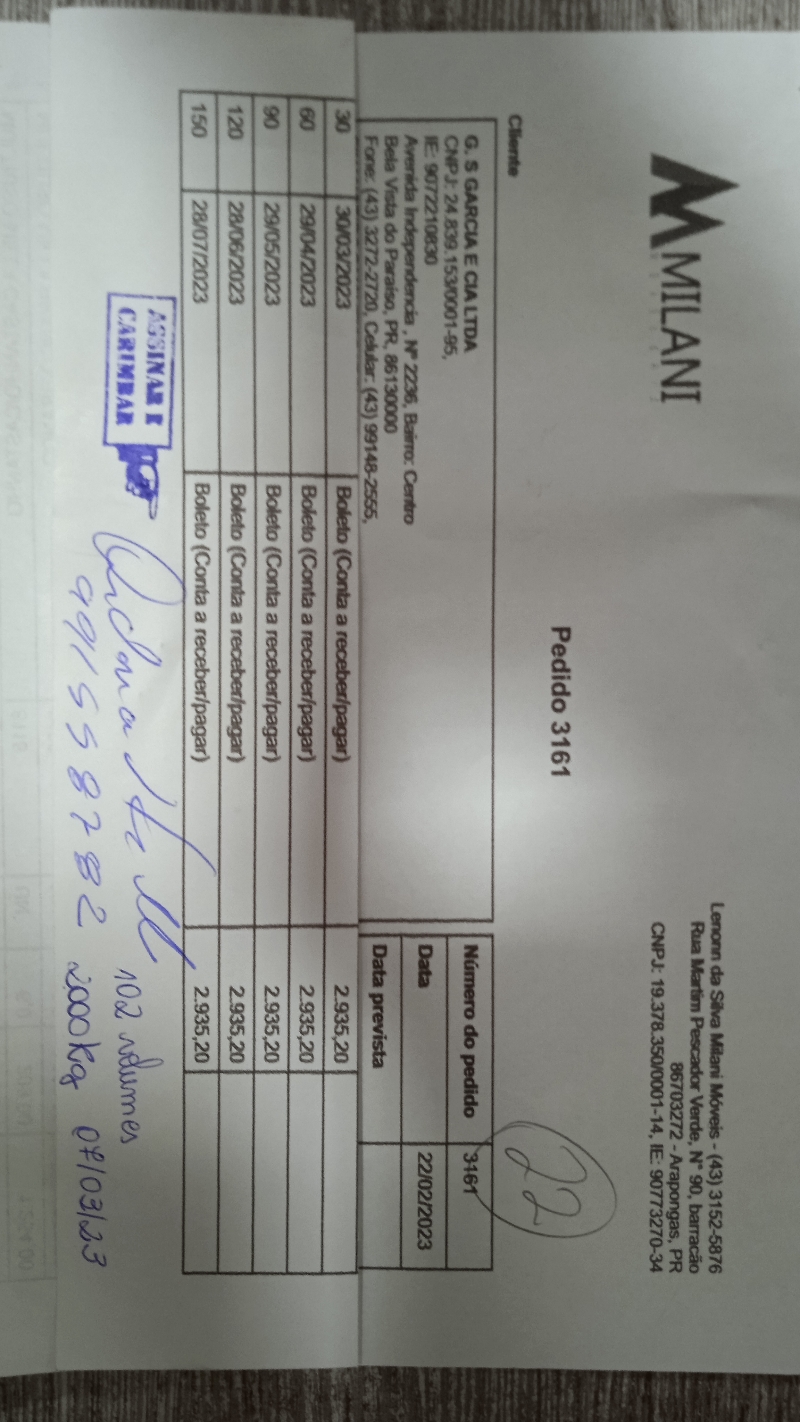 MILANI
Lenonn da Silva Milani Móveis - (43) 3152-5876
Rua Martim Pescador Verde, N° 90, barracão
86703272 - Arapongas, PR
CNPJ: 19.378.350/0001-14, IE: 90773270-34
Pedido 3161
22
Cliente
G. S GARCIA E CIA LTDA
CNPJ: 24.839.153/0001-95,
IE: 9072210830
Avenida Independencia , N° 2236, Bairro: Centro
Bela Vista do Paraíso, PR, 86130000
Fone: (43) 3272-2720, Celular: (43) 99148-2555,
Número do pedido 3161
Data 22/02/2023
Data prevista
30 30/03/2023 Boleto (Conta a receber/pagar) 2.935,20
60 29/04/2023 Boleto (Conta a receber/pagar) 2.935,20
90 29/05/2023 Boleto (Conta a receber/pagar) 2.935,20
120 28/06/2023 Boleto (Conta a receber/pagar) 2.935,20
150 28/07/2023 Boleto (Conta a receber/pagar) 2.935,20
ASSINAR E
CARIMBAR
102 volumes
991558782 2000 kg 07/03/23